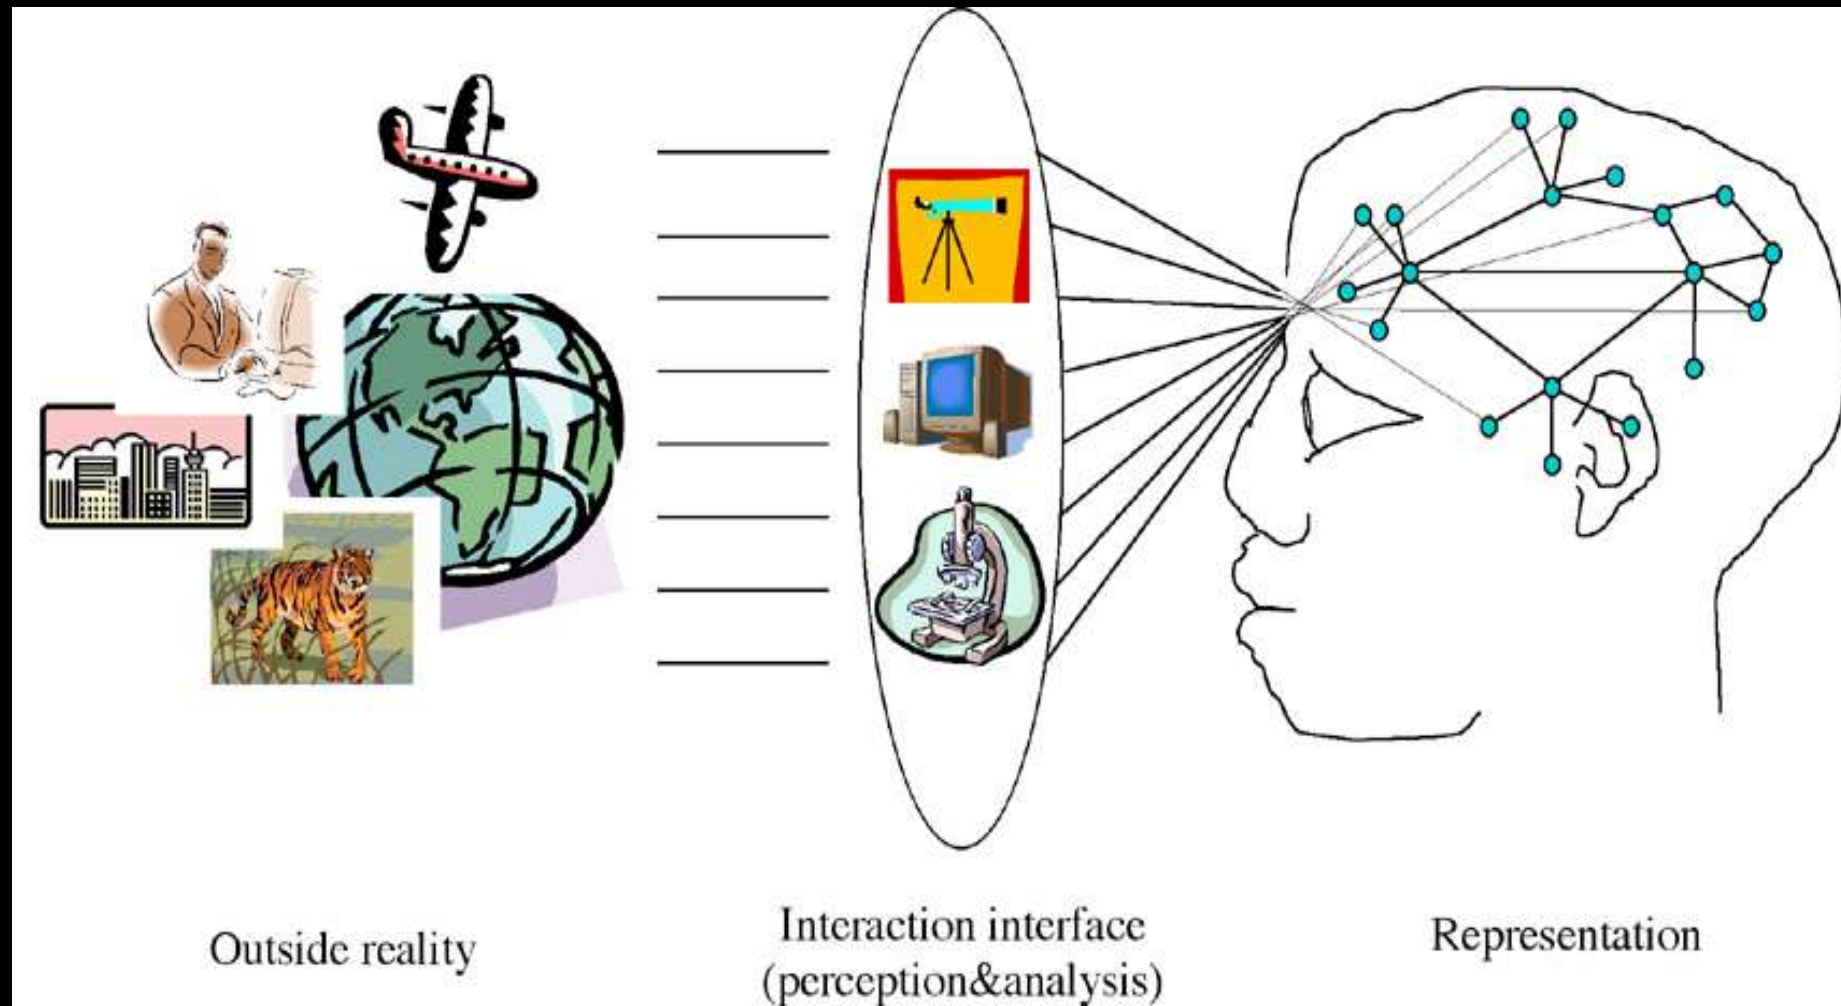 Outside reality
Interaction interface
(perception&analysis)
Representation